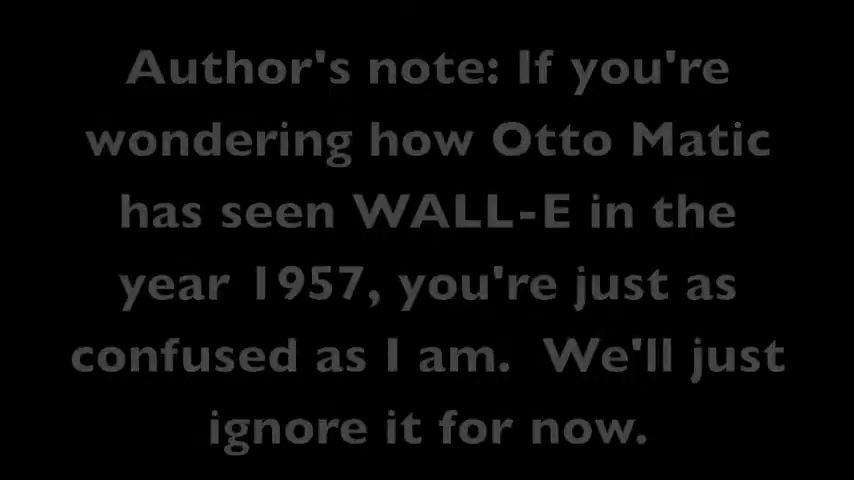 Author's note: If you're
wondering how Otto Matic
has seen WALL-E in the
year 1957, you're just as
confused as I am.  We'll just
ignore it for now.